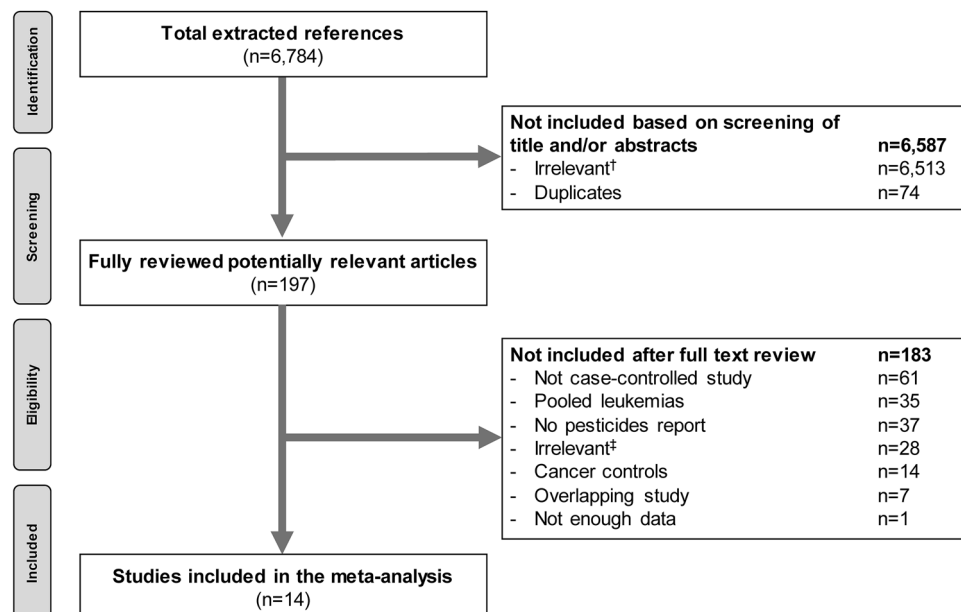 Identification
Total extracted references
(n=6,784)
Not included based on screening of
title and/or abstracts n=6,587
- Irrelevant† n=6,513
- Duplicates n=74
Screening
Fully reviewed potentially relevant articles
(n=197)
Eligibility
Not included after full text review n=183
- Not case-controlled study n=61
- Pooled leukemias n=35
- No pesticides report n=37
- Irrelevant‡ n=28
- Cancer controls n=14
- Overlapping study n=7
- Not enough data n=1
Included
Studies included in the meta-analysis
(n=14)